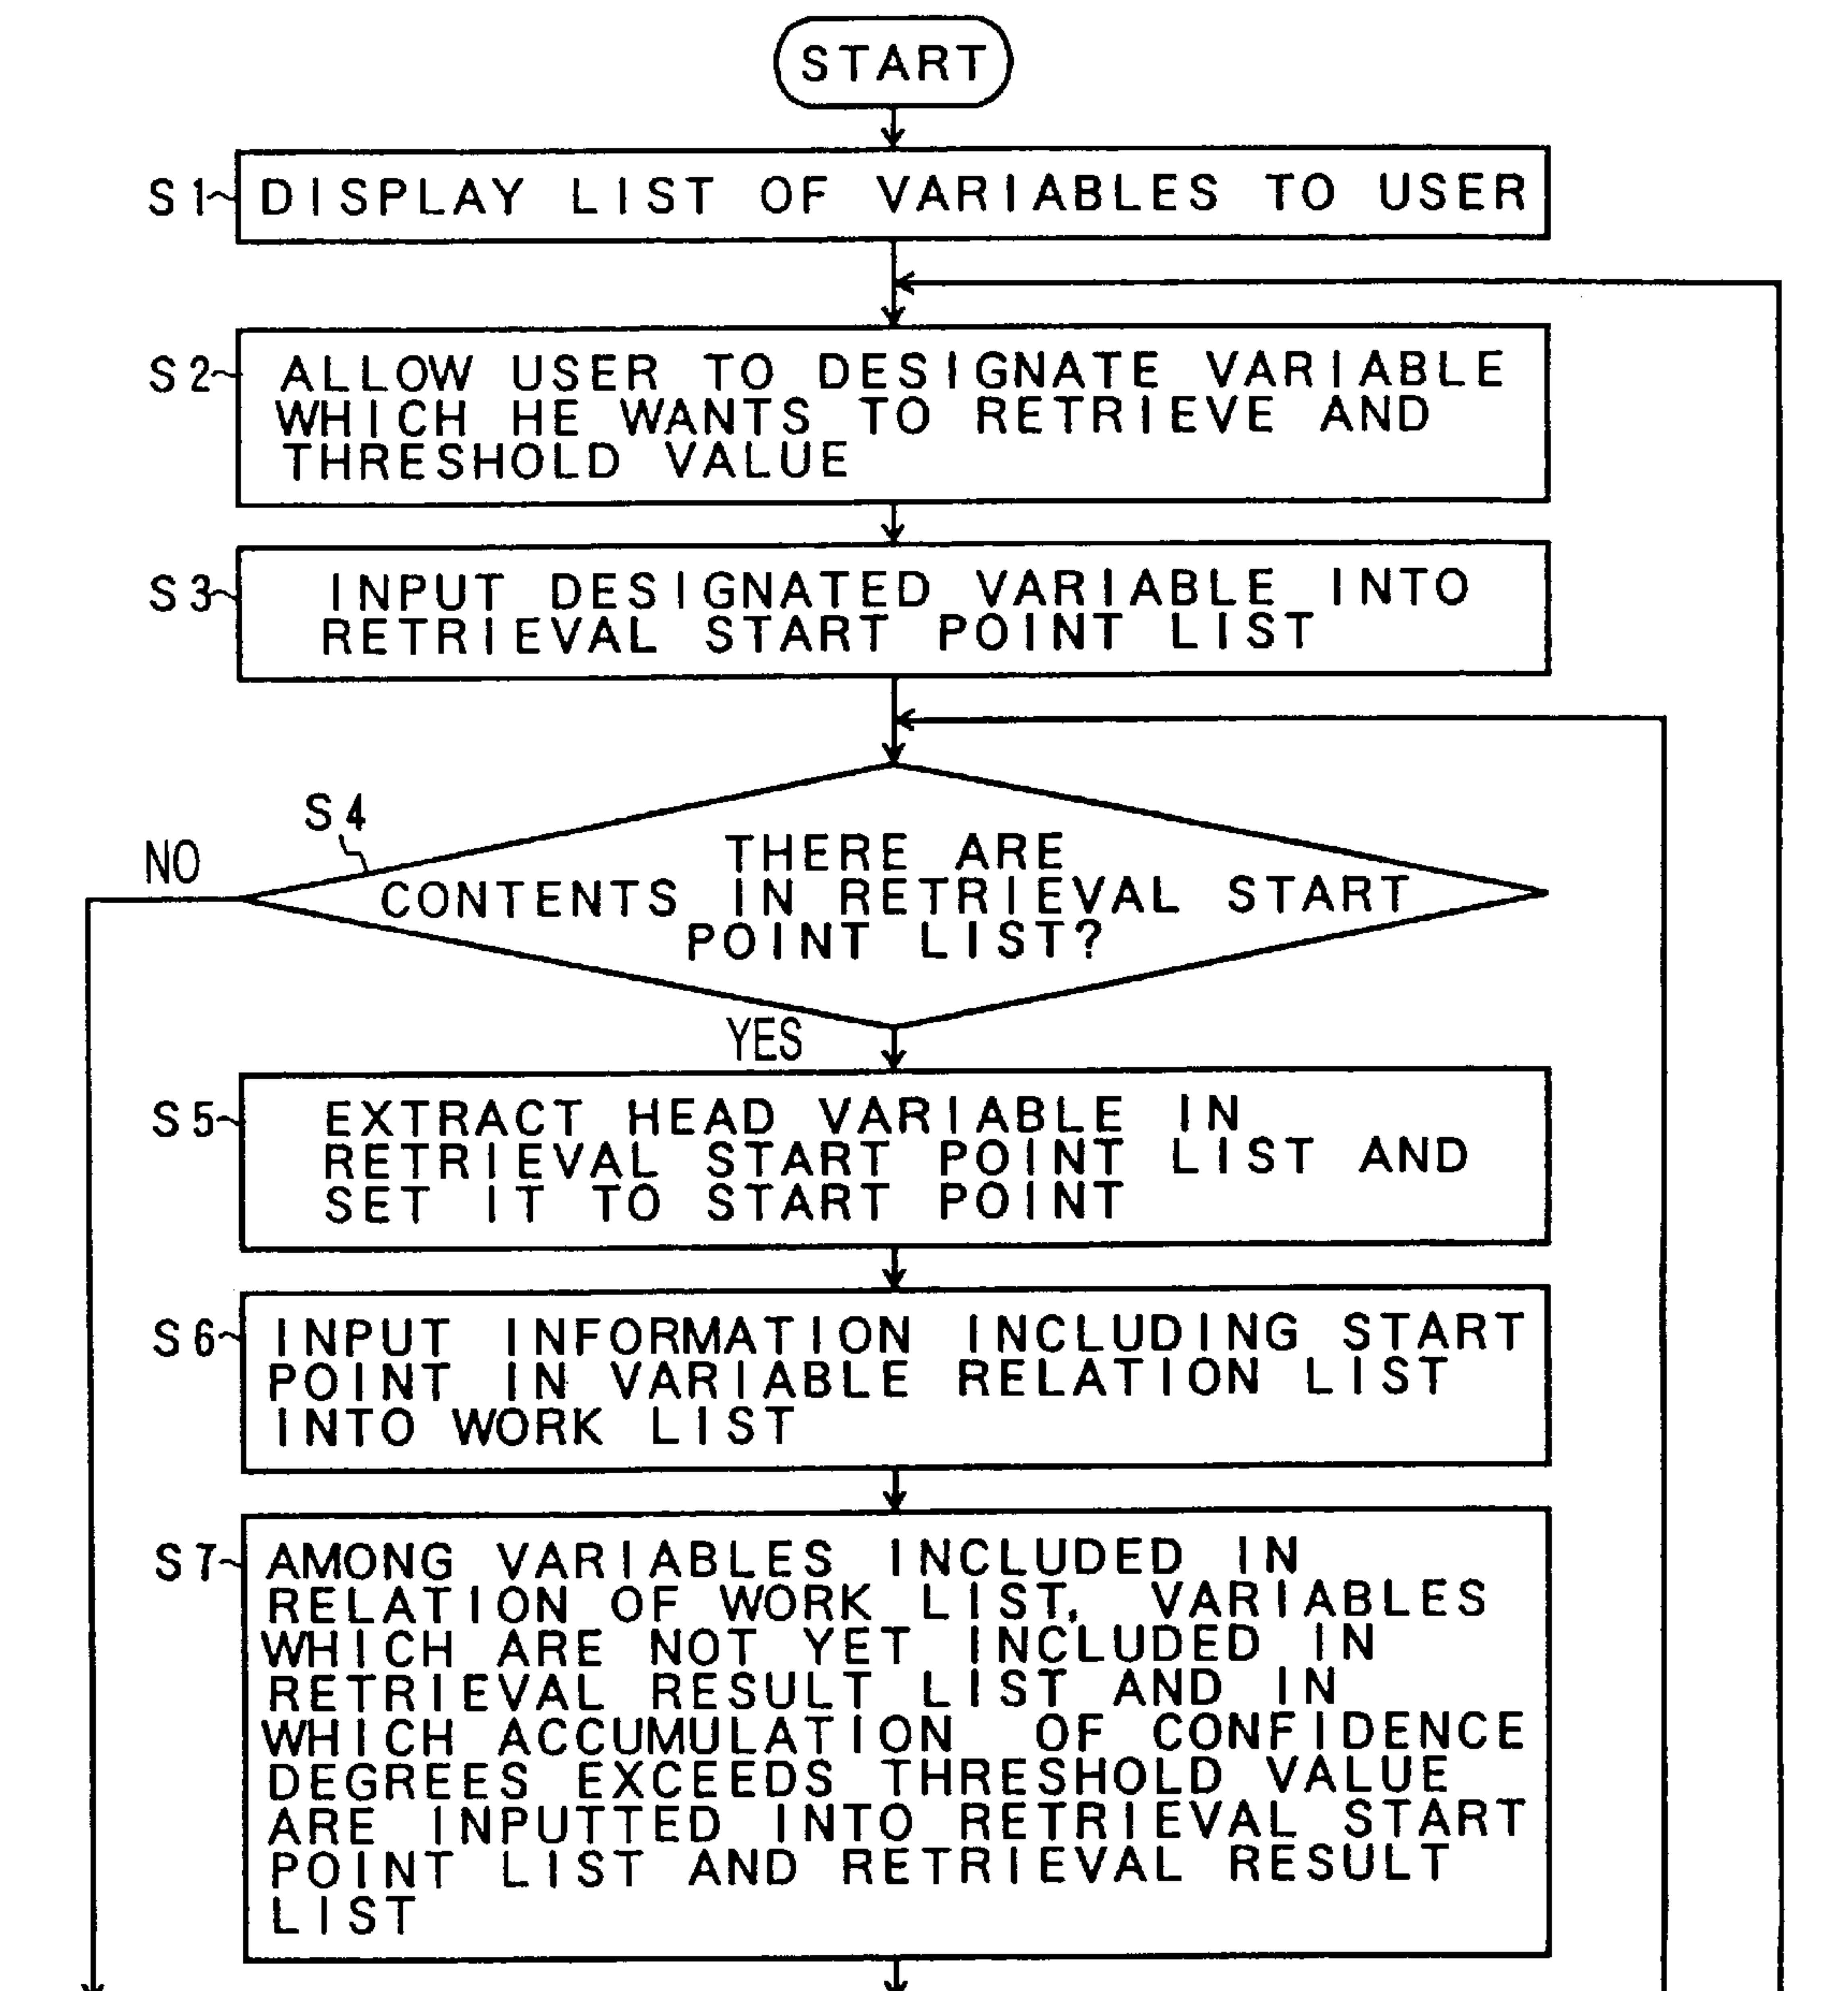 START
S1 DISPLAY LIST OF VARIABLES TO USER
S2 ALLOW USER TO DESIGNATE VARIABLE
WHICH HE WANTS TO RETRIEVE AND
THRESHOLD VALUE
S3 INPUT DESIGNATED VARIABLE INTO
RETRIEVAL START POINT LIST
S4
NO
THERE ARE
CONTENTS IN RETRIEVAL START
POINT LIST?
YES
S5 EXTRACT HEAD VARIABLE IN
RETRIEVAL START POINT LIST AND
SET IT TO START POINT
S6 INPUT INFORMATION INCLUDING START
POINT IN VARIABLE RELATION LIST
INTO WORK LIST
S7 AMONG VARIABLES INCLUDED IN
RELATION OF WORK LIST, VARIABLES
WHICH ARE NOT YET INCLUDED IN
RETRIEVAL RESULT LIST AND IN
WHICH ACCUMULATION OF CONFIDENCE
DEGREES EXCEEDS THRESHOLD VALUE
ARE INPUTTED INTO RETRIEVAL START
POINT LIST AND RETRIEVAL RESULT
LIST